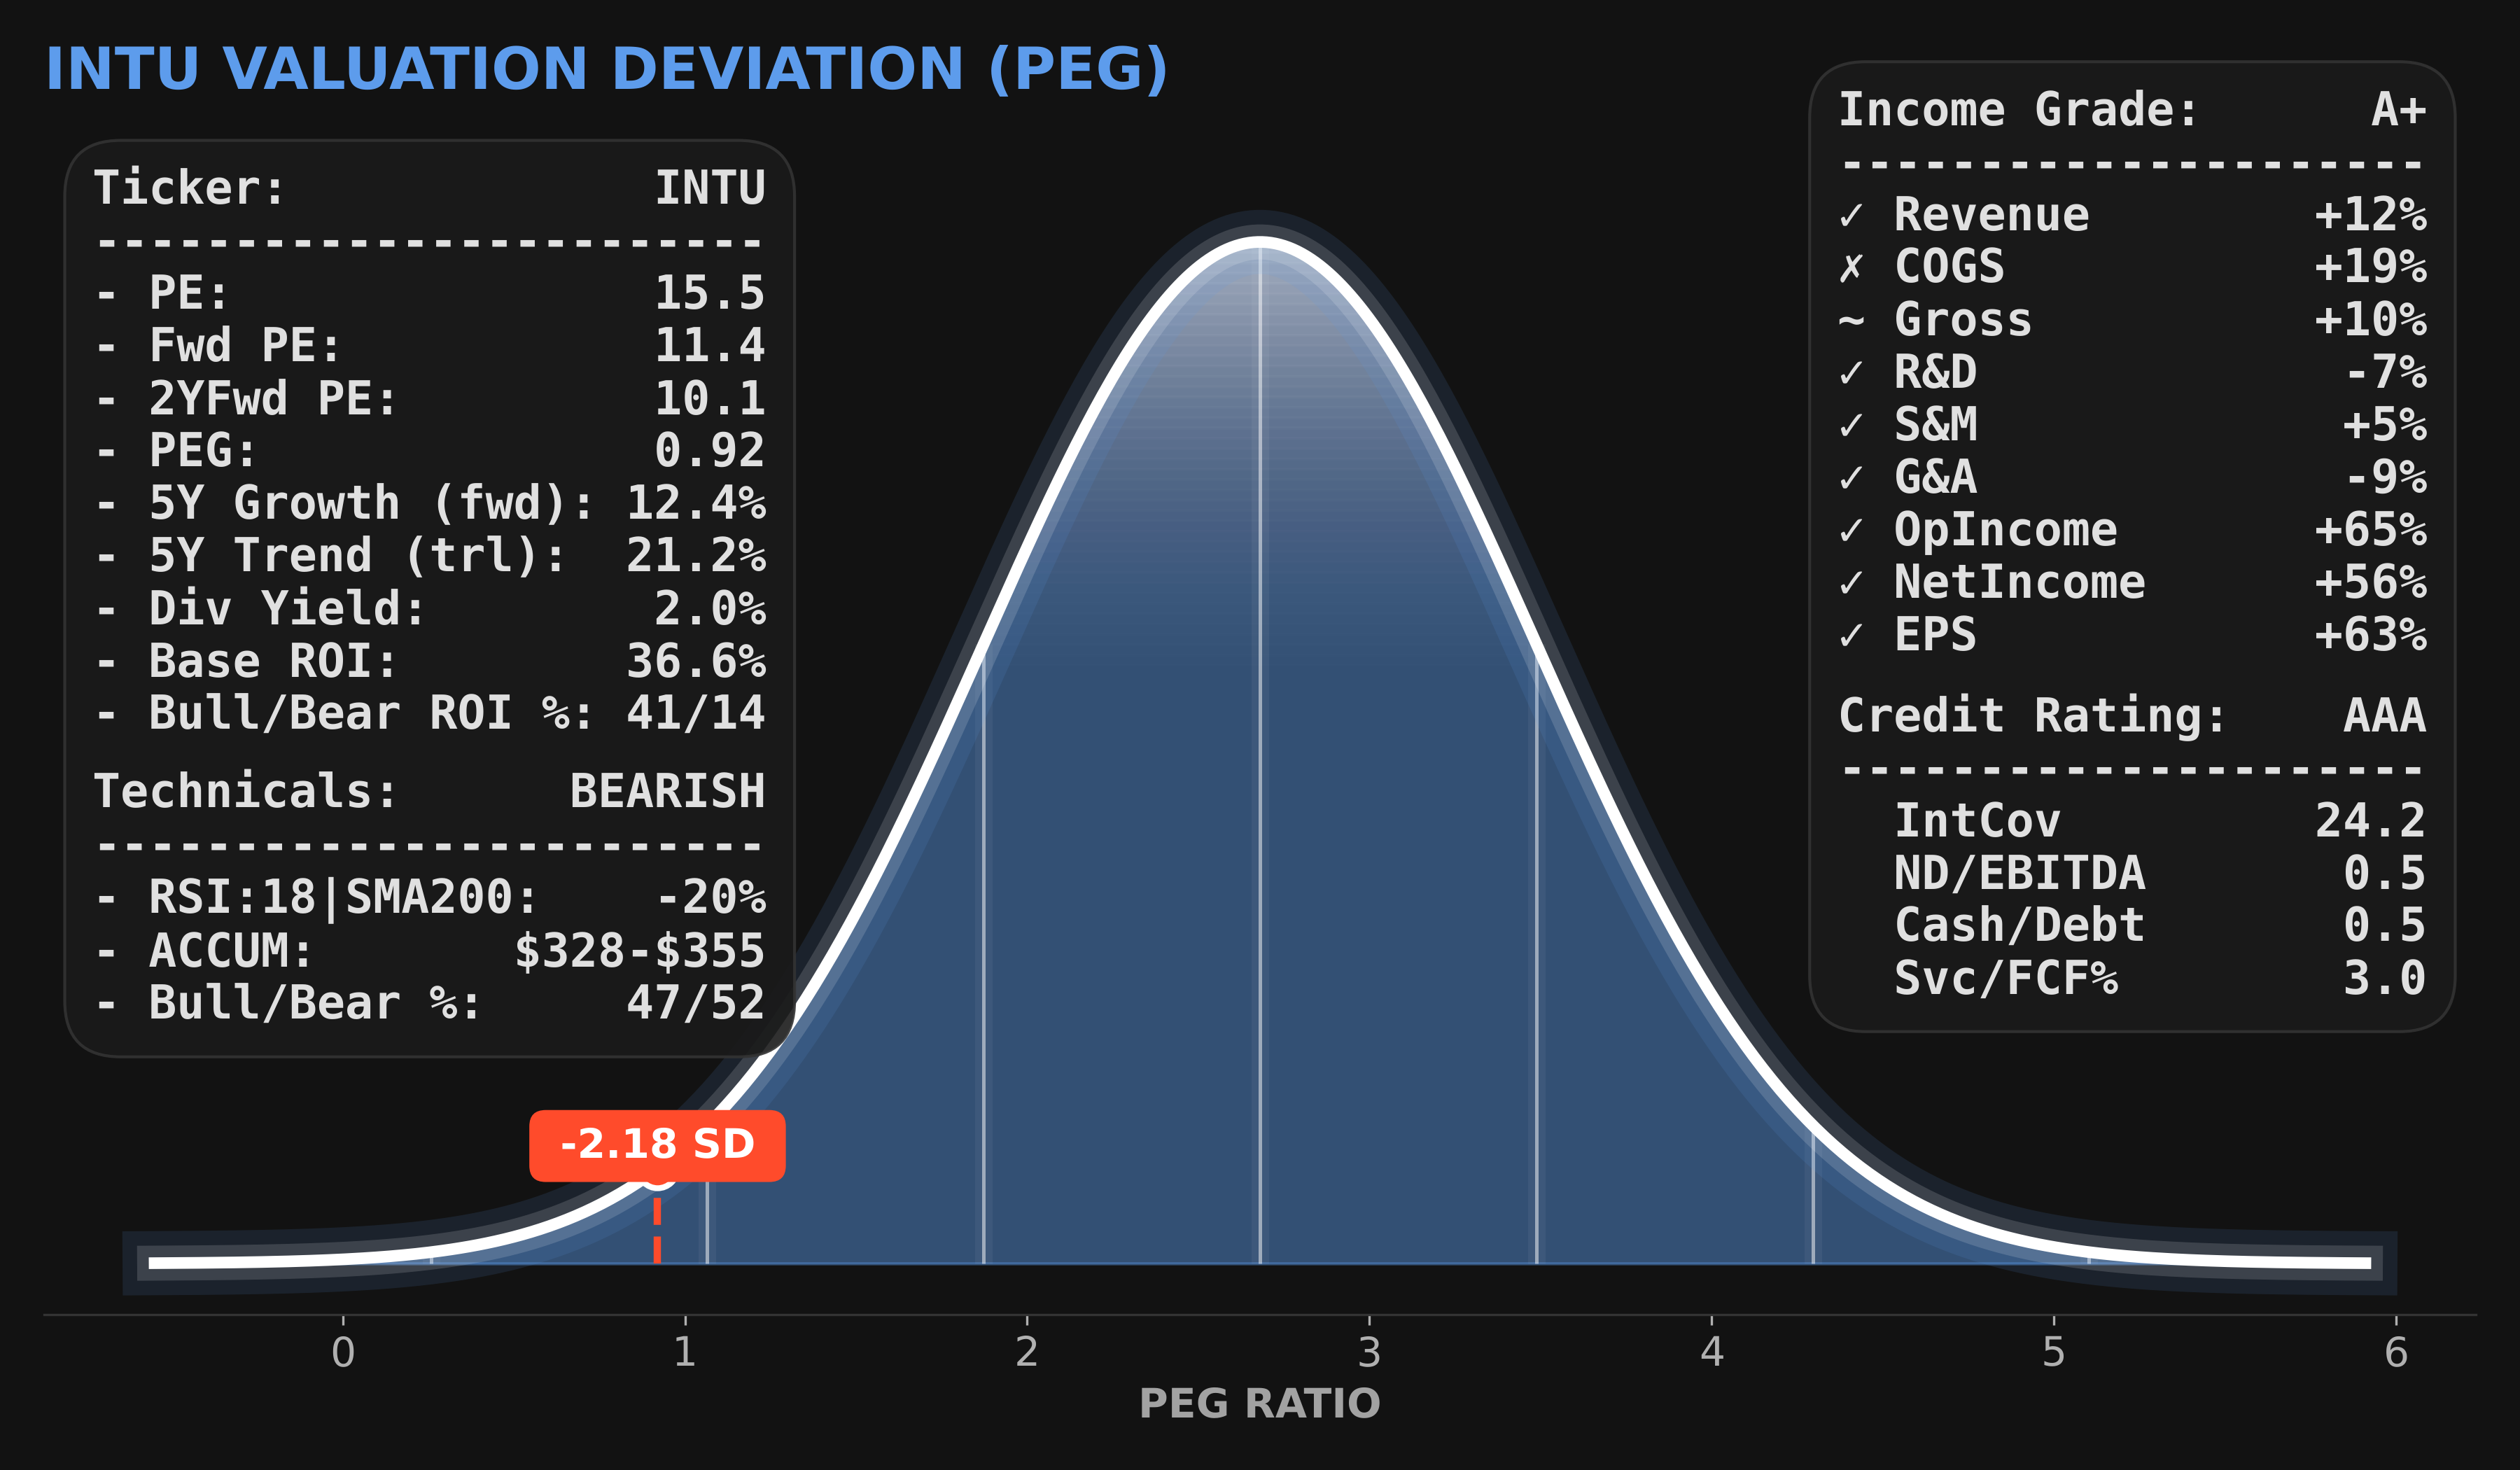 INTU VALUATION DEVIATION (PEG)
Ticker: INTU
------------------------
- PE: 15.5
- Fwd PE: 11.4
- 2YFwd PE: 10.1
- PEG: 0.92
- 5Y Growth (fwd): 12.4%
- 5Y Trend (trl): 21.2%
- Div Yield: 2.0%
- Base ROI: 36.6%
- Bull/Bear ROI %: 41/14
Technicals: BEARISH
------------------------
- RSI:18|SMA200: -20%
- ACCUM: $328-$355
- Bull/Bear %: 47/52
Income Grade: A+
---------------------
✓ Revenue +12%
✗ COGS +19%
~ Gross +10%
✓ R&D -7%
✓ S&M +5%
✓ G&A -9%
✓ OpIncome +65%
✓ NetIncome +56%
✓ EPS +63%
Credit Rating: AAA
---------------------
IntCov 24.2
ND/EBITDA 0.5
Cash/Debt 0.5
Svc/FCF% 3.0
-2.18 SD
0 1 2 3 4 5 6
PEG RATIO